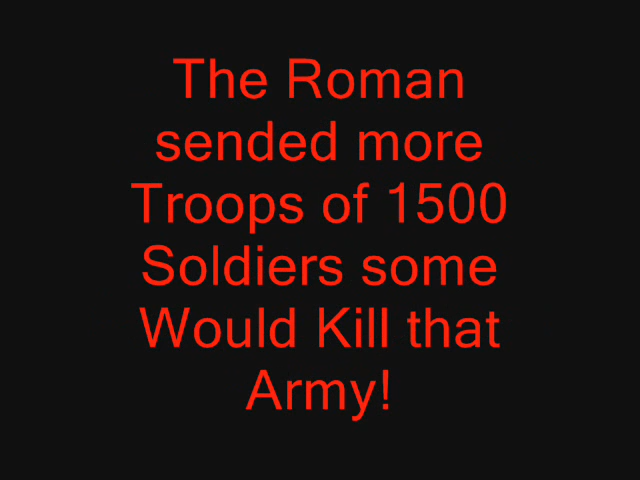 The Roman
sended more
Troops of 1500
Soldiers some
Would Kill that
Army!